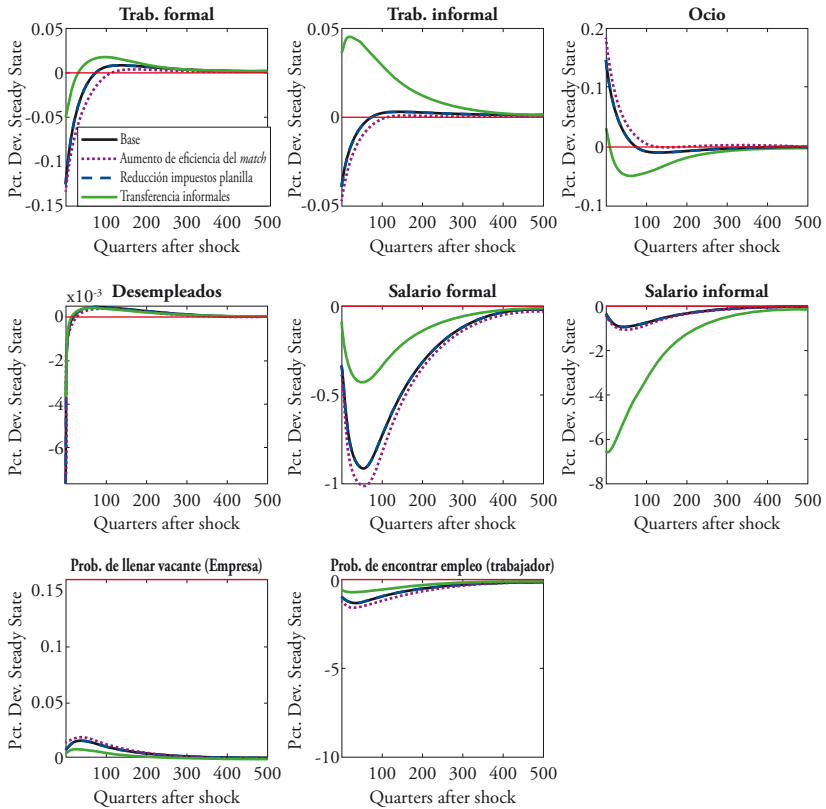 Trab. formal
Pct. Dev. Steady State
0.05
0
-0.05
-0.1
-0.15
Base
Aumento de eficiencia del match
Reducción impuestos planilla
Transferencia informales
100 200 300 400 500
Quarters after shock
Trab. informal
Pct. Dev. Steady State
0.05
0
-0.05
100 200 300 400 500
Quarters after shock
Ocio
Pct. Dev. Steady State
0.2
0.1
0
-0.1
100 200 300 400 500
Quarters after shock
Desempleados
x10-3
Pct. Dev. Steady State
0
-2
-4
-6
100 200 300 400 500
Quarters after shock
Salario formal
Pct. Dev. Steady State
0
-0.5
-1
100 200 300 400 500
Quarters after shock
Salario informal
Pct. Dev. Steady State
0
-2
-4
-6
-8
100 200 300 400 500
Quarters after shock
Prob. de llenar vacante (Empresa)
Pct. Dev. Steady State
0.15
0.1
0.05
0
100 200 300 400 500
Quarters after shock
Prob. de encontrar empleo (trabajador)
Pct. Dev. Steady State
0
-5
-10
100 200 300 400 500
Quarters after shock